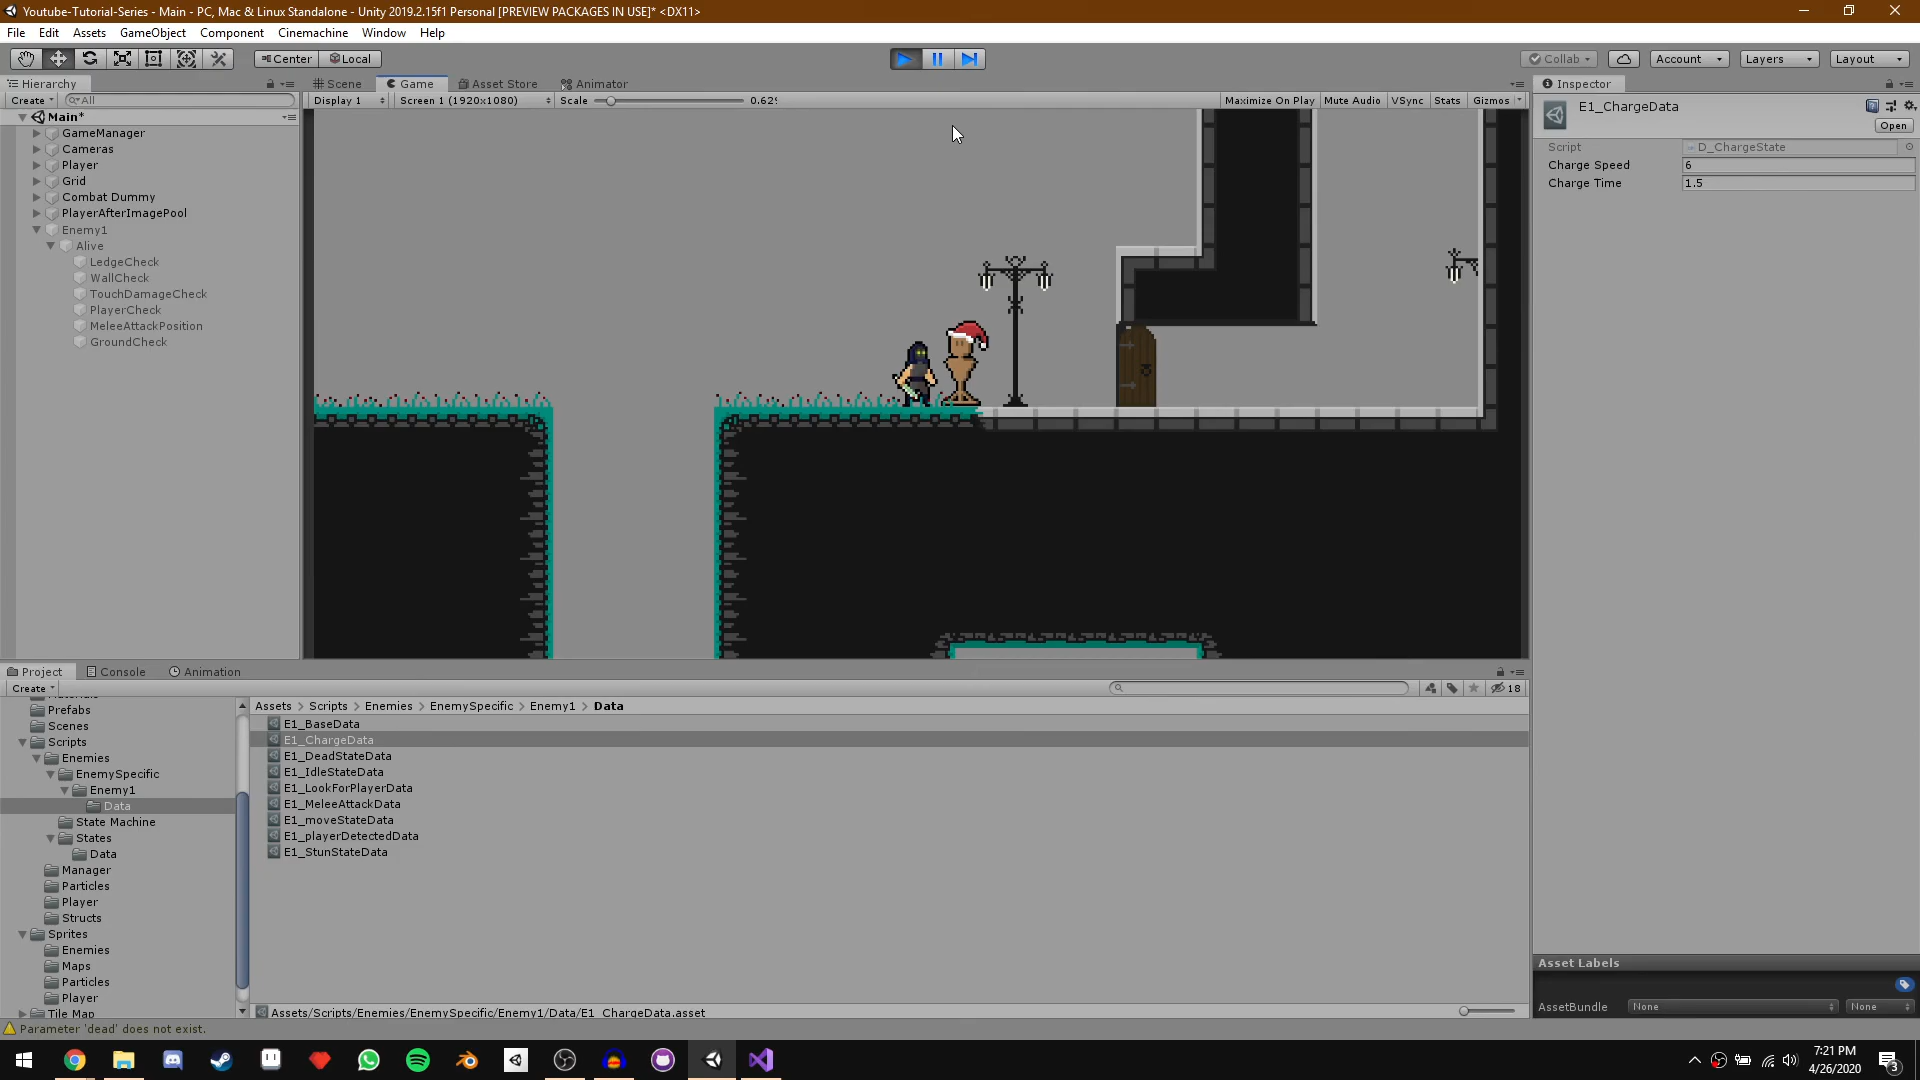 Youtube-Tutorial-Series - Main - PC, Mac & Linux Standalone - Unity 2019.2.15f1 Personal [PREVIEW PACKAGES IN USE]* <DX11>
File Edit Assets GameObject Component Cinemachine Window Help
Center Local Collab Account Layers Layout
Hierarchy Scene Game Asset Store Animator Inspector
Create All Display 1 Screen 1 (1920x1080) Scale 0.62 Maximize On Play Mute Audio VSync Stats Gizmos
E1_ChargeData
Open
Main*
GameManager
Cameras
Player
Grid
Combat Dummy
PlayerAfterImagePool
Enemy1
Alive
LedgeCheck
WallCheck
TouchDamageCheck
PlayerCheck
MeleeAttackPosition
GroundCheck
Script D_ChargeState
Charge Speed 6
Charge Time 1.5
Project Console Animation
Create 18
Prefabs
Scenes
Scripts
Enemies
EnemySpecific
Enemy1
Data
State Machine
States
Data
Manager
Particles
Player
Structs
Sprites
Enemies
Maps
Particles
Player
Tile Map
Assets > Scripts > Enemies > EnemySpecific > Enemy1 > Data
E1_BaseData
E1_ChargeData
E1_DeadStateData
E1_IdleStateData
E1_LookForPlayerData
E1_MeleeAttackData
E1_moveStateData
E1_playerDetectedData
E1_StunStateData
Assets/Scripts/Enemies/EnemySpecific/Enemy1/Data/E1_ChargeData.asset
Asset Labels
AssetBundle None None
Parameter 'dead' does not exist.
7:21 PM
4/26/2020
3